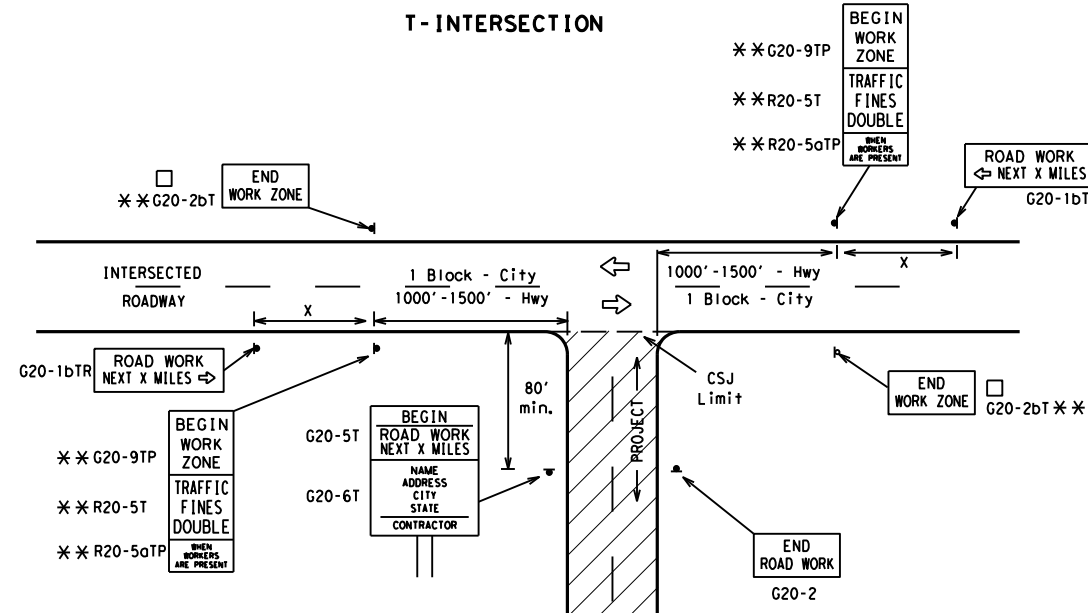 T-INTERSECTION
BEGIN
WORK
ZONE
TRAFFIC
FINES
DOUBLE
WHEN
WORKERS
ARE PRESENT
**G20-9TP
**R20-5T
**R20-5aTP
ROAD WORK
⇦ NEXT X MILES
G20-1bT
END
WORK ZONE
□
**G20-2bT
INTERSECTED
ROADWAY
X
1 Block - City
1000'-1500' - Hwy
1000'-1500' - Hwy
1 Block - City
X
G20-1bTR
ROAD WORK
NEXT X MILES ⇨
80'
min.
CSJ
Limit
PROJECT
END
WORK ZONE
□
G20-2bT **
**G20-9TP
**R20-5T
**R20-5aTP
BEGIN
WORK
ZONE
TRAFFIC
FINES
DOUBLE
WHEN
WORKERS
ARE PRESENT
G20-5T
G20-6T
BEGIN
ROAD WORK
NEXT X MILES
NAME
ADDRESS
CITY
STATE
CONTRACTOR
END
ROAD WORK
G20-2